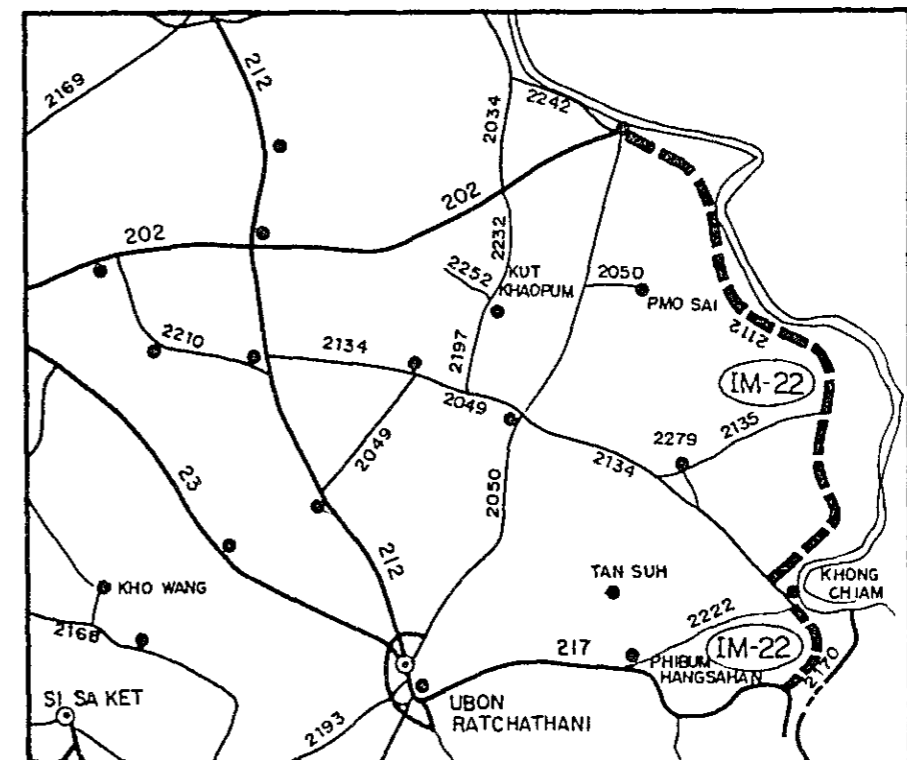 2169
212
2034
2242
202
202
2232
2252
KUT
KHAOPUM
2050
PMO SAI
2112
2210
2134
2197
IM-22
2049
2135
2279
2049
2134
23
2050
212
KHO WANG
TAN SUH
KHONG
CHIAM
2168
2222
217
IM-22
PHIBUM
HANGSAHAN
2170
SI SA KET
UBON
RATCHATHANI
2193